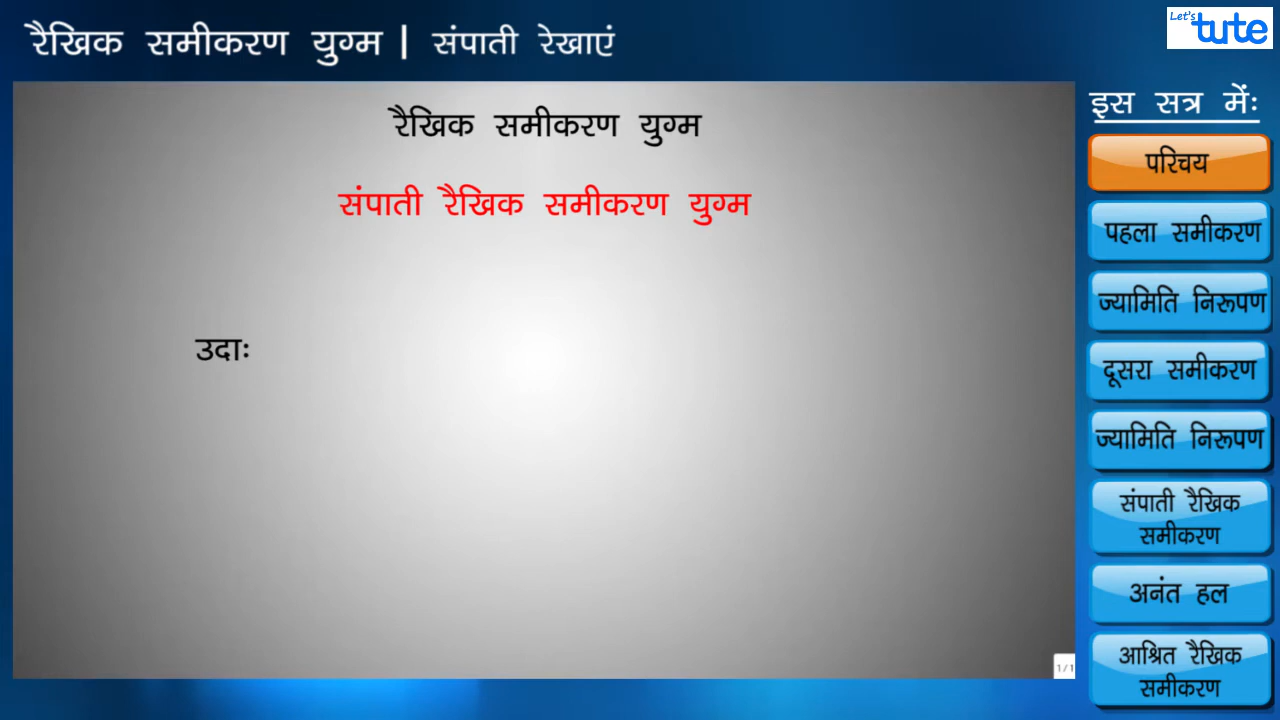 रैखिक समीकरण युग्म | संपाती रेखाएं
Let's tute
रैखिक समीकरण युग्म
संपाती रैखिक समीकरण युग्म
उदाः
1/1
इस सत्र में:
परिचय
पहला समीकरण
ज्यामिति निरूपण
दूसरा समीकरण
ज्यामिति निरूपण
संपाती रैखिक
समीकरण
अनंत हल
आश्रित रैखिक
समीकरण